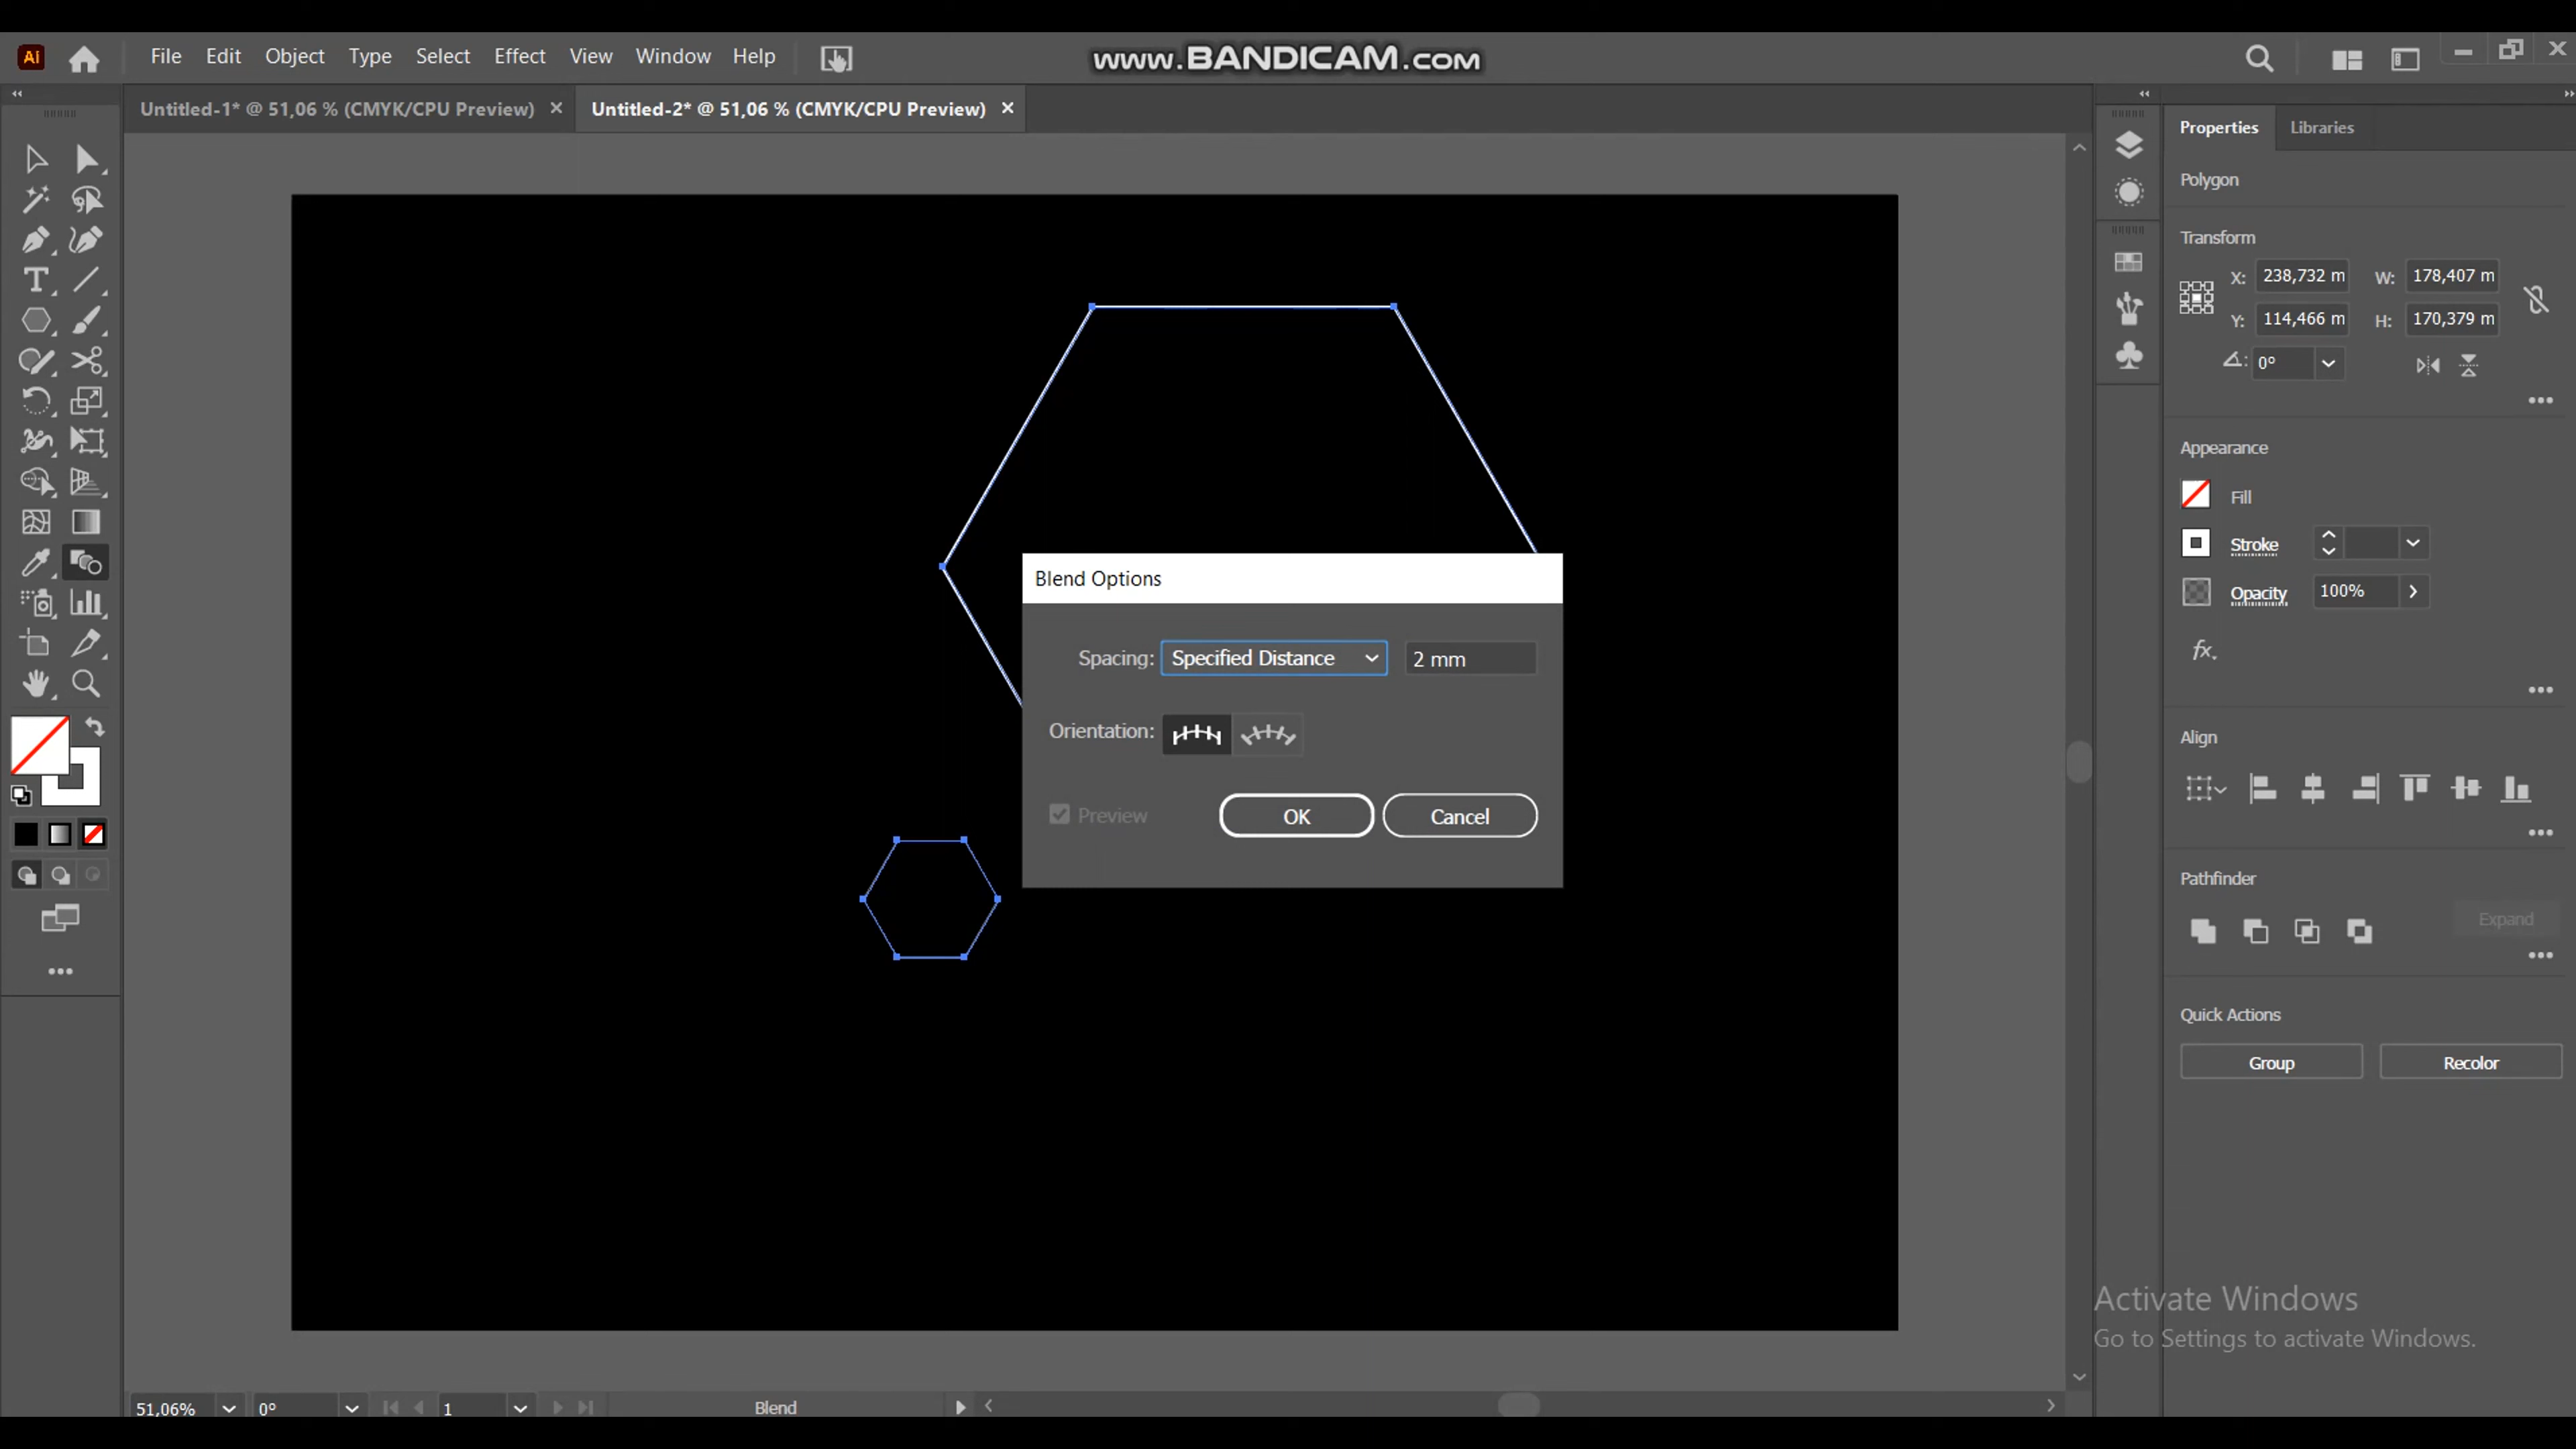 www.BANDICAM.com
Ai File Edit Object Type Select Effect View Window Help
Untitled-1* @ 51,06 % (CMYK/CPU Preview)
Untitled-2* @ 51,06 % (CMYK/CPU Preview)
Properties Libraries
Polygon
Transform
X: 238,732 m W: 178,407 m
Y: 114,466 m H: 170,379 m
0°
Appearance
Fill
Stroke
Opacity 100%
fx.
Blend Options
Spacing: Specified Distance 2 mm
Orientation:
Preview OK Cancel
Align
Pathfinder
Expand
Quick Actions
Group Recolor
Activate Windows
Go to Settings to activate Windows.
51,06% 0° 1 Blend